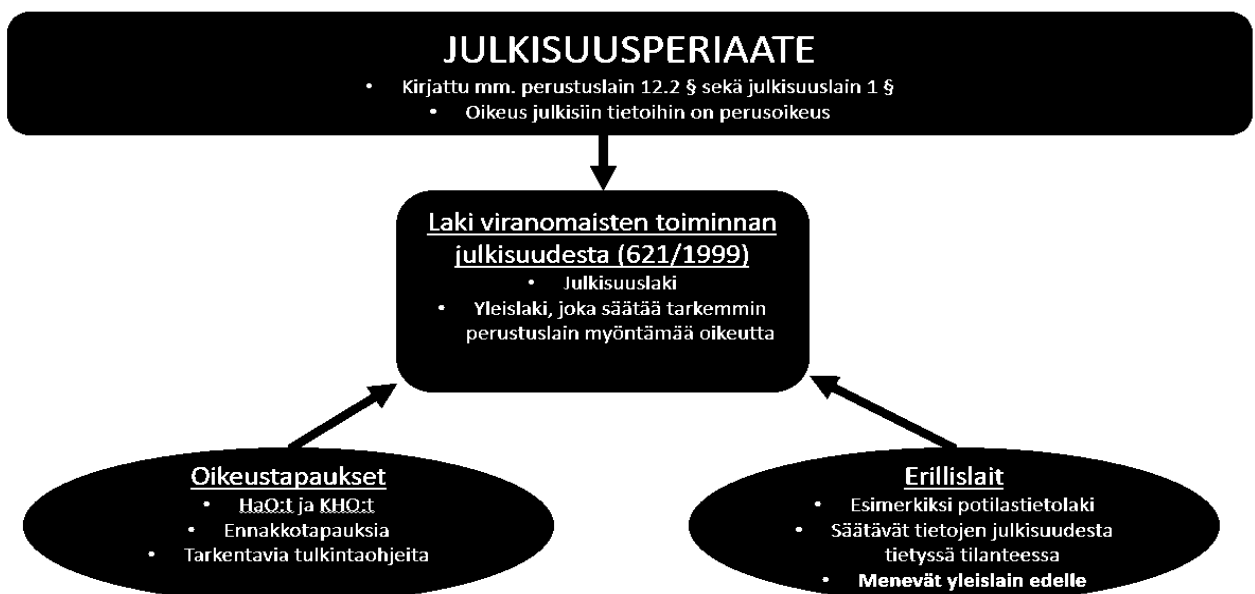 JULKISUUSPERIAATE
• Kirjattu mm. perustuslain 12.2 § sekä julkisuuslain 1 §
• Oikeus julkisiin tietoihin on perusoikeus
Laki viranomaisten toiminnan
julkisuudesta (621/1999)
• Julkisuuslaki
• Yleislaki, joka säätää tarkemmin
perustuslain myöntämää oikeutta
Oikeustapaukset
• HaO:t ja KHO:t
• Ennakkotapauksia
• Tarkentavia tulkintaohjeita
Erillislait
• Esimerkiksi potilastietolaki
• Säätävät tietojen julkisuudesta
tietyssä tilanteessa
• Menevät yleislain edelle